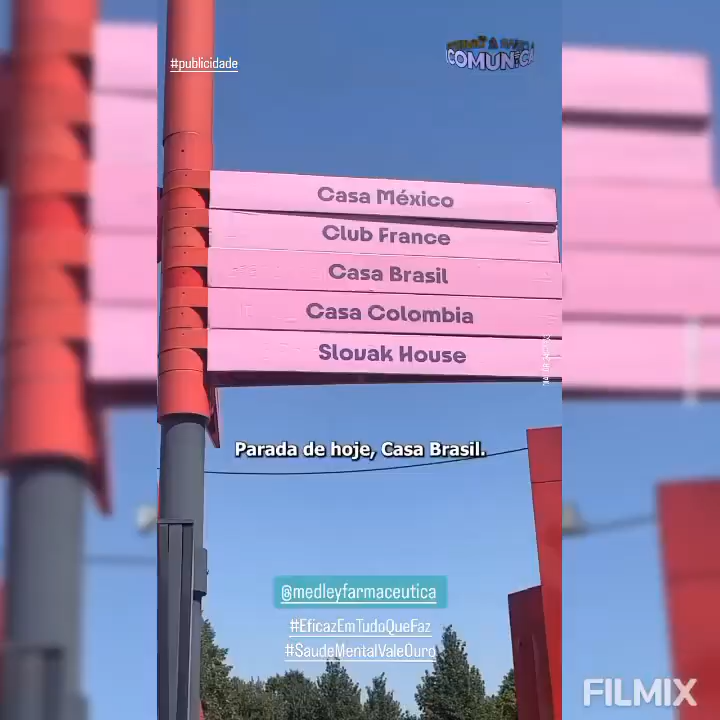 #publicidade
COMUNICA
Casa México
Club France
Casa Brasil
Casa Colombia
Slovak House
Parada de hoje, Casa Brasil.
@medleyfarmaceutica
#EficazEmTudoQueFaz
#SaudeMentalValeOuro
FILMIX